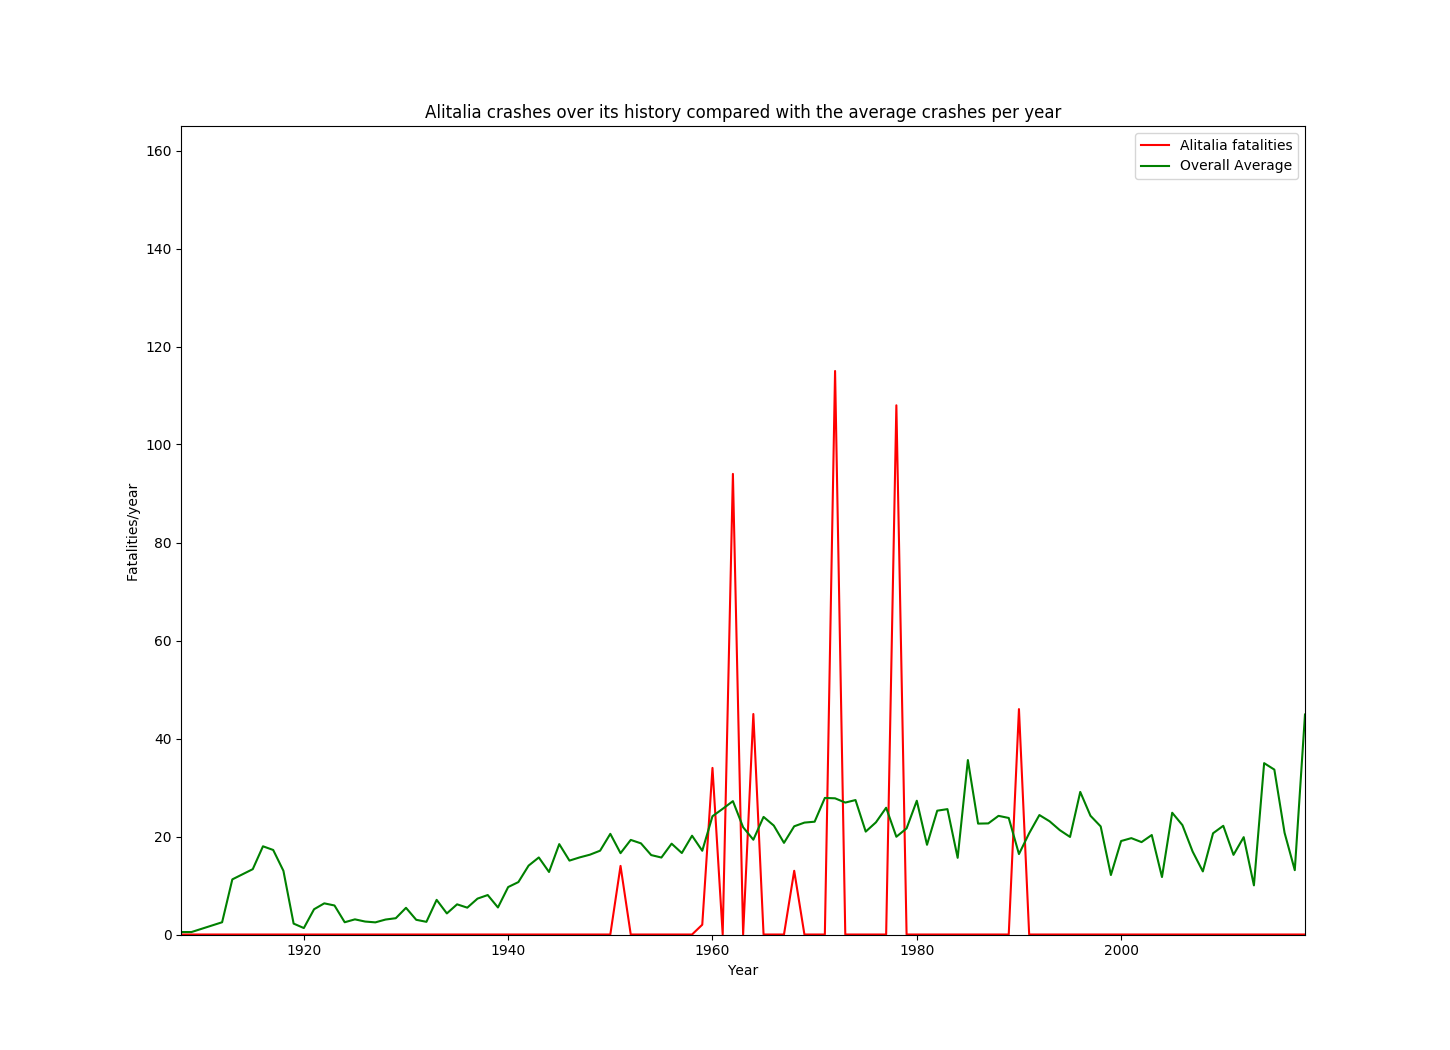 Alitalia crashes over its history compared with the average crashes per year
Alitalia fatalities
Overall Average
160
140
120
100
80
60
40
20
0
Fatalities/year
1920 1940 1960 1980 2000
Year